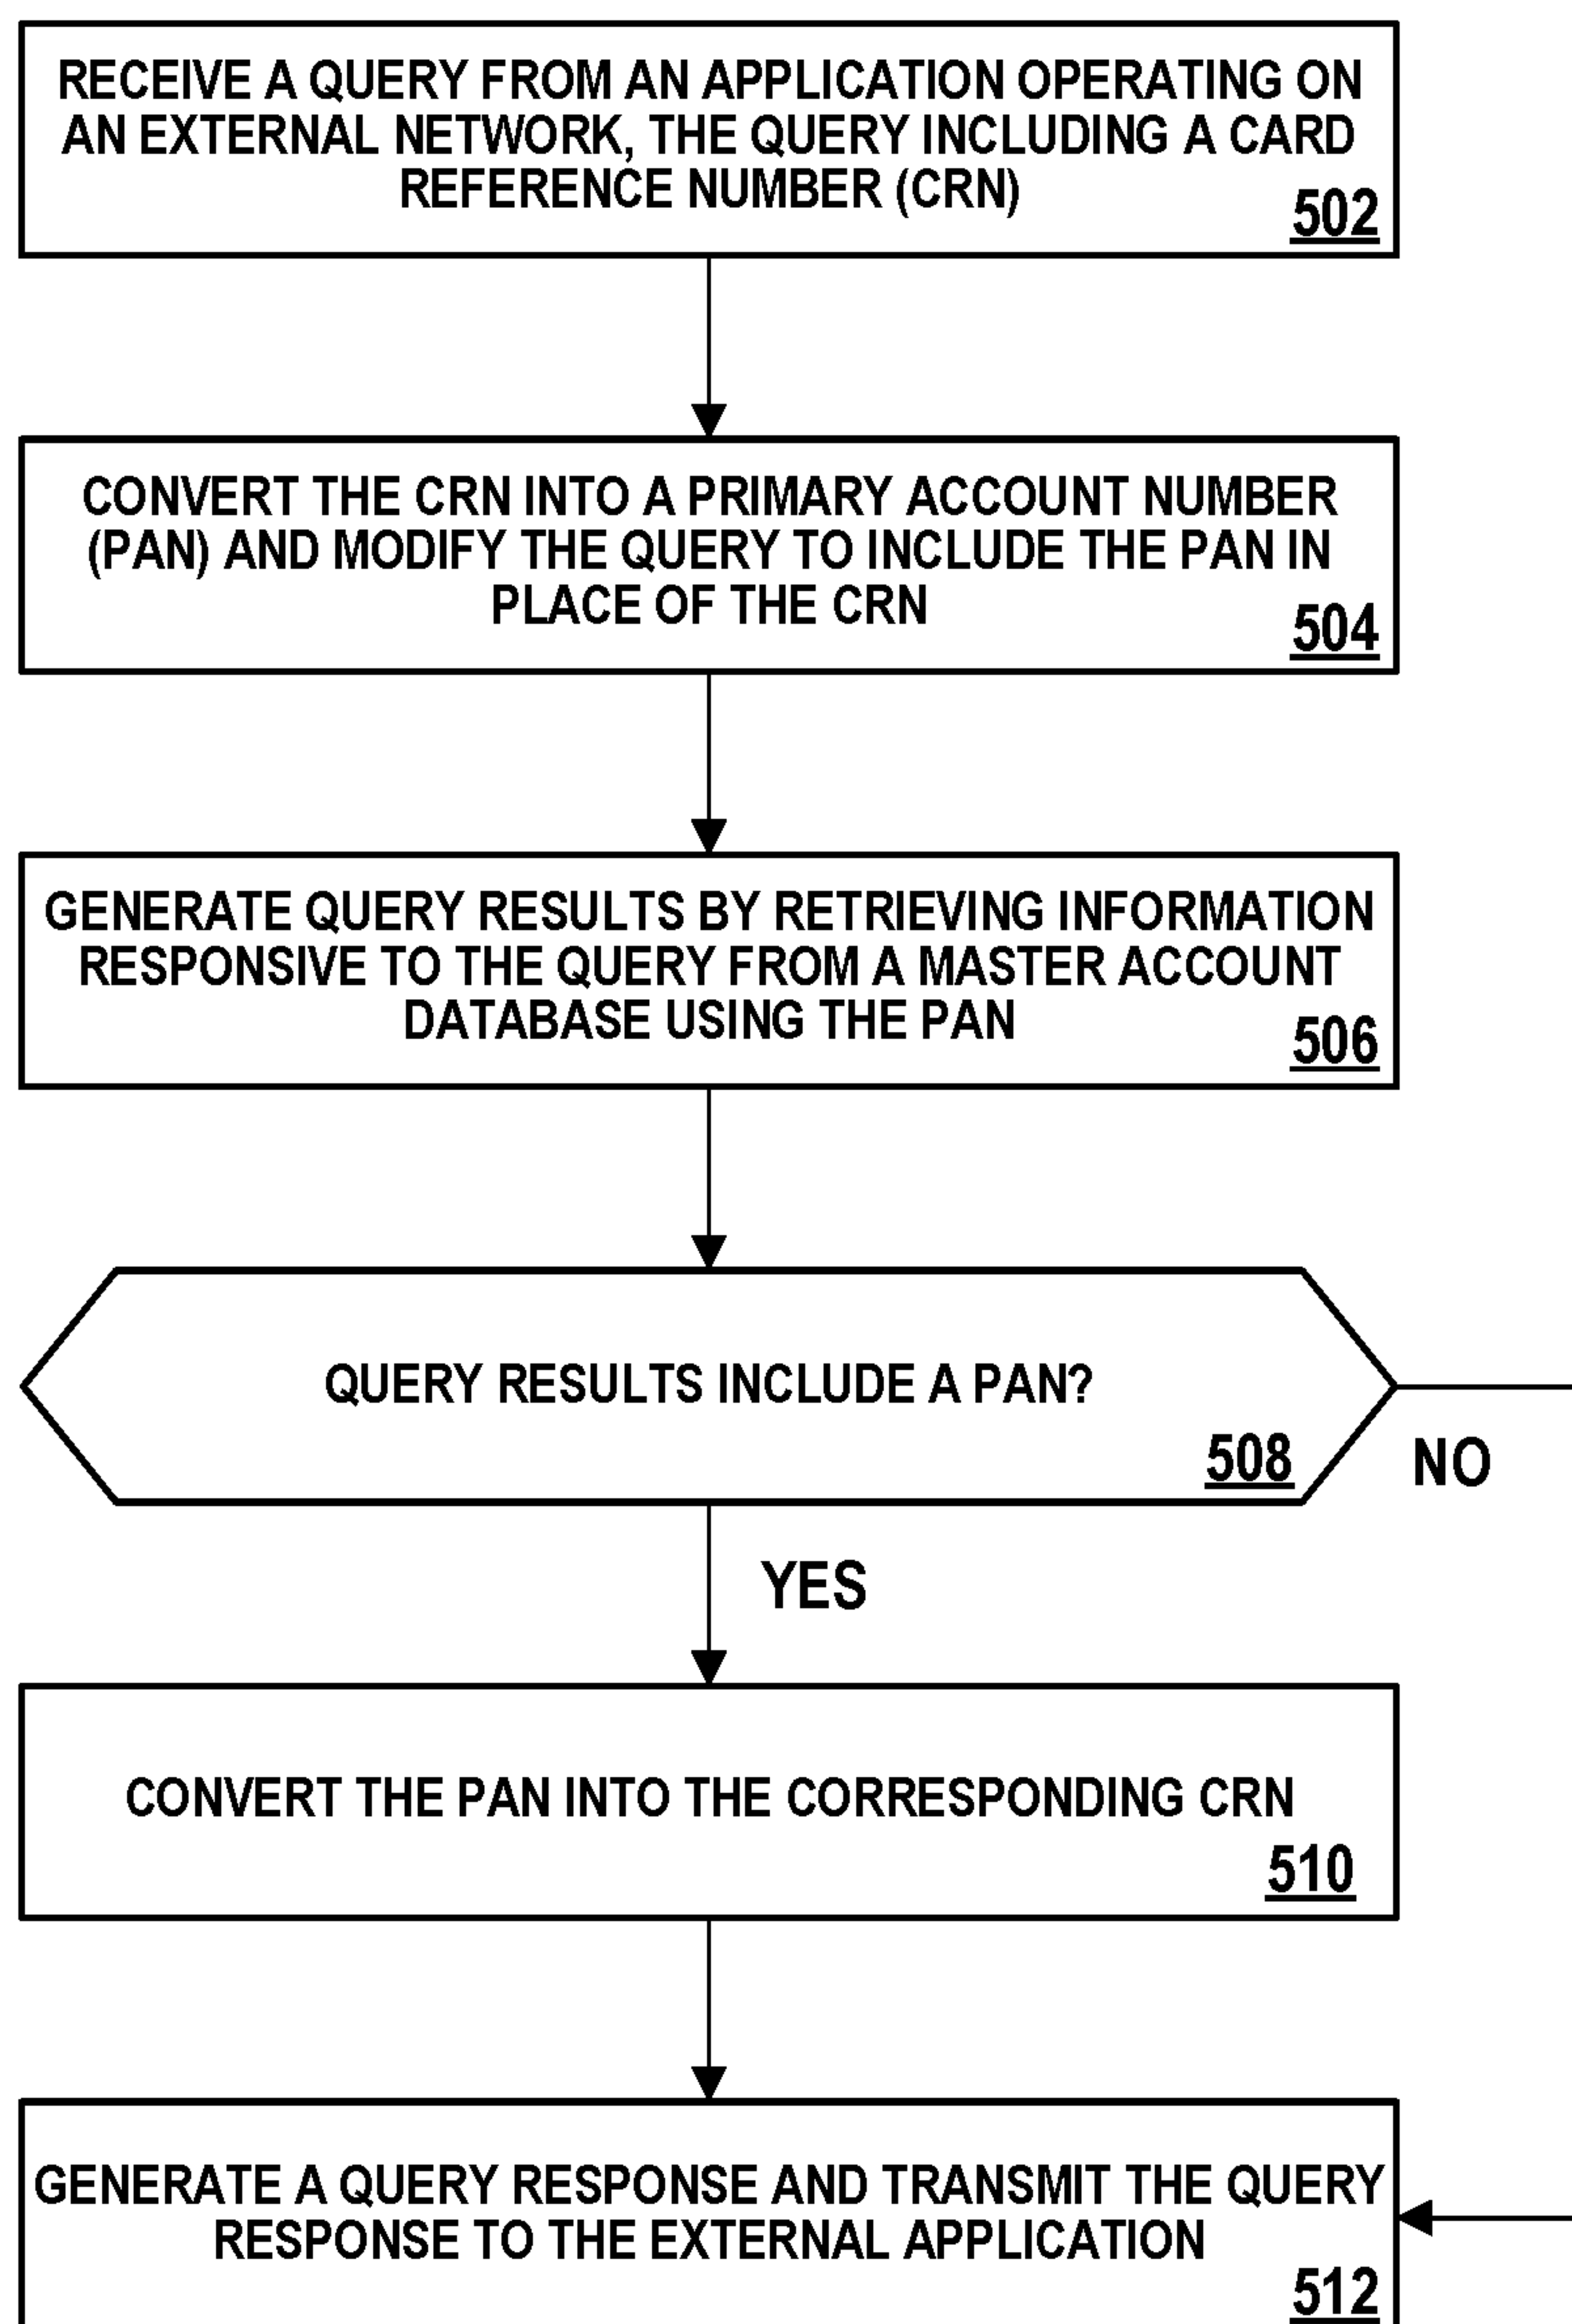 RECEIVE A QUERY FROM AN APPLICATION OPERATING ON
AN EXTERNAL NETWORK, THE QUERY INCLUDING A CARD
REFERENCE NUMBER (CRN)
502
CONVERT THE CRN INTO A PRIMARY ACCOUNT NUMBER
(PAN) AND MODIFY THE QUERY TO INCLUDE THE PAN IN
PLACE OF THE CRN
504
GENERATE QUERY RESULTS BY RETRIEVING INFORMATION
RESPONSIVE TO THE QUERY FROM A MASTER ACCOUNT
DATABASE USING THE PAN
506
QUERY RESULTS INCLUDE A PAN?
508
NO
YES
CONVERT THE PAN INTO THE CORRESPONDING CRN
510
GENERATE A QUERY RESPONSE AND TRANSMIT THE QUERY
RESPONSE TO THE EXTERNAL APPLICATION
512